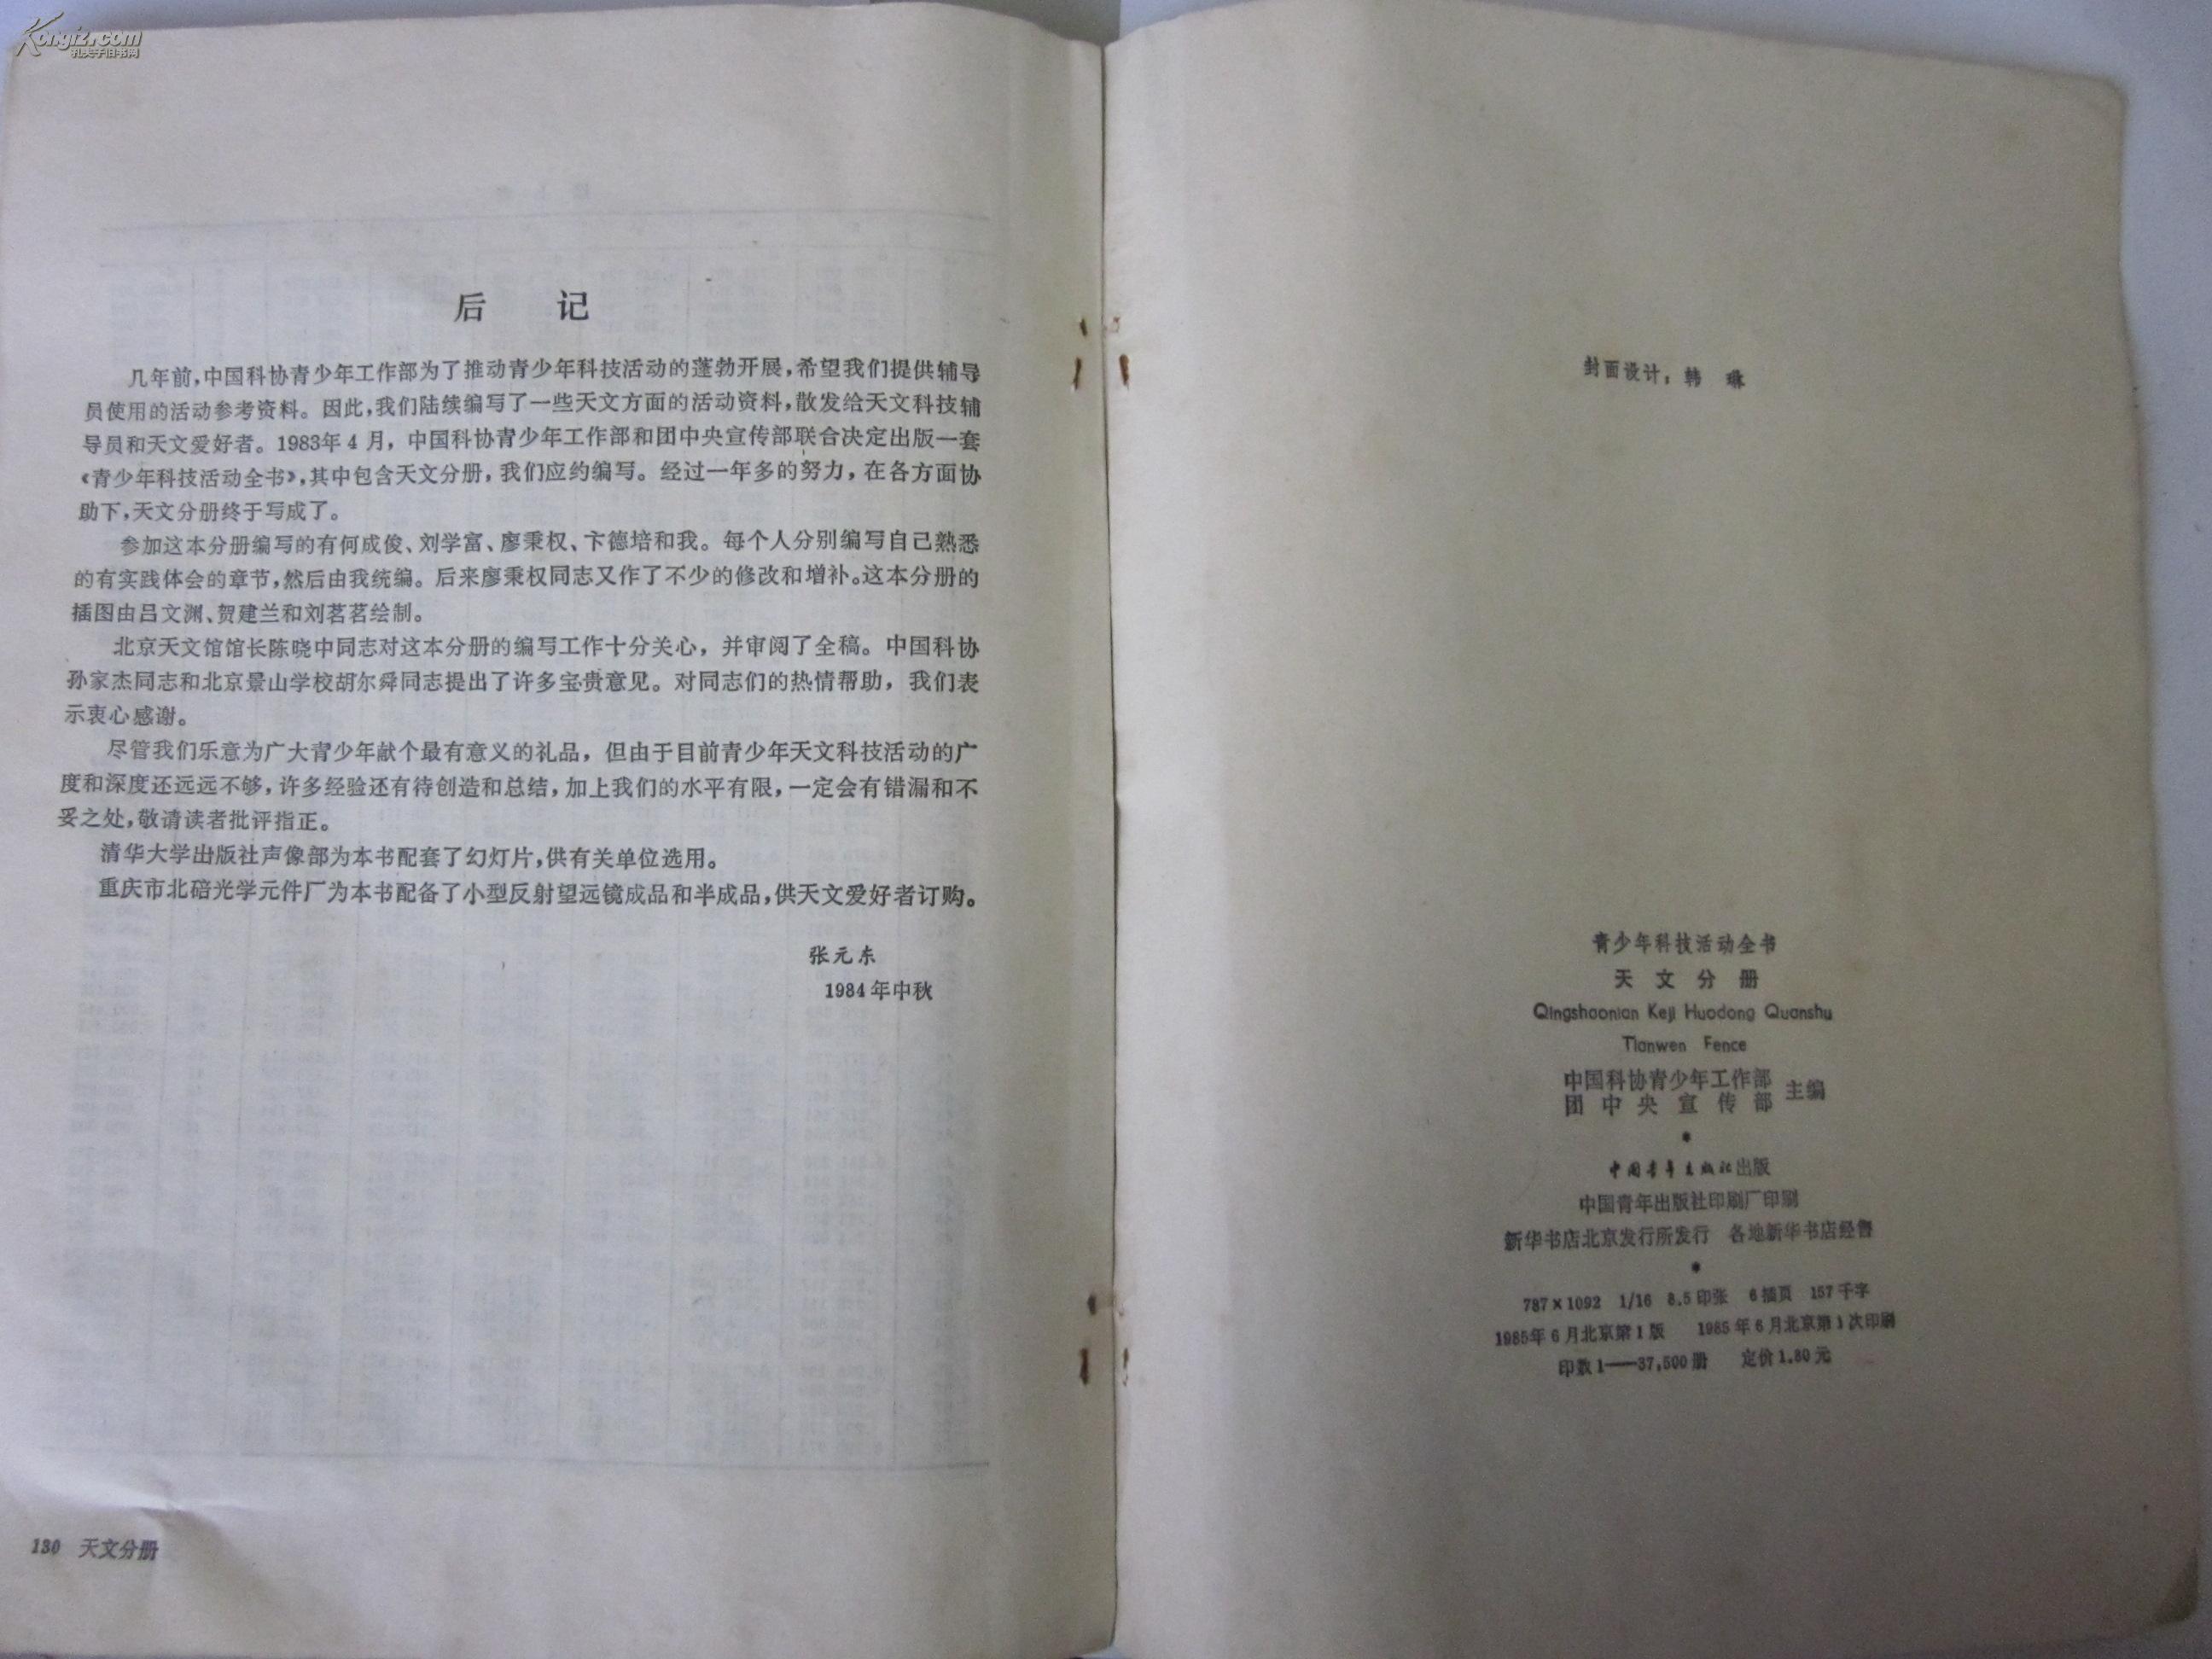 Kongfz.com
孔夫子旧书网
后 记
几年前,中国科协青少年工作部为了推动青少年科技活动的蓬勃开展,希望我们提供辅导
员使用的活动参考资料。因此,我们陆续编写了一些天文方面的活动资料,散发给天文科技辅
导员和天文爱好者。1983年4月,中国科协青少年工作部和团中央宣传部联合决定出版一套
《青少年科技活动全书》,其中包含天文分册,我们应约编写。经过一年多的努力,在各方面协
助下,天文分册终于写成了。
参加这本分册编写的有何成俊、刘学富、廖秉权、卞德培和我。每个人分别编写自己熟悉
的有实践体会的章节,然后由我统编。后来廖秉权同志又作了不少的修改和增补。这本分册的
插图由吕文渊、贺建兰和刘茗茗绘制。
北京天文馆馆长陈晓中同志对这本分册的编写工作十分关心,并审阅了全稿。中国科协
孙家杰同志和北京景山学校胡尔舜同志提出了许多宝贵意见。对同志们的热情帮助,我们表
示衷心感谢。
尽管我们乐意为广大青少年献个最有意义的礼品,但由于目前青少年天文科技活动的广
度和深度还远远不够,许多经验还有待创造和总结,加上我们的水平有限,一定会有错漏和不
妥之处,敬请读者批评指正。
清华大学出版社声像部为本书配套了幻灯片,供有关单位选用。
重庆市北碚光学元件厂为本书配备了小型反射望远镜成品和半成品,供天文爱好者订购。
张元东
1984年中秋
130 天文分册
封面设计:韩 琳
青少年科技活动全书
天文分册
Qingshaonian Keji Huodong Quanshu
Tianwen Fence
中国科协青少年工作部
团中央宣传部 主编
中国青年出版社出版
中国青年出版社印刷厂印刷
新华书店北京发行所发行 各地新华书店经售
787×1092 1/16 8.5印张 6插页 157千字
1985年6月北京第1版 1985年6月北京第1次印刷
印数1—37,500册 定价1.80元